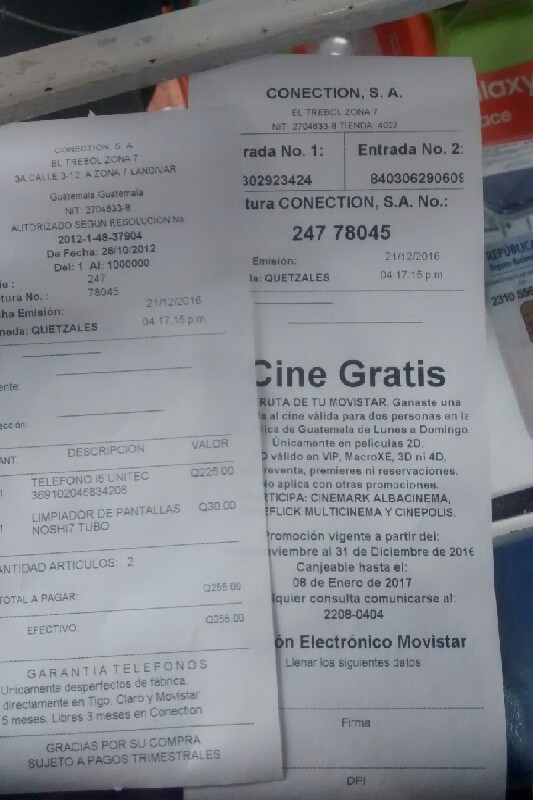 CONECTION, S. A.
EL TREBOL ZONA 7
3A CALLE 3-12, A ZONA 7 LANDIVAR
Guatemala, Guatemala
NIT: 2704633-8
AUTORIZADO SEGUN RESOLUCION No.
2012-1-48-37904
De Fecha: 26/10/2012
Del: 1 Al: 1000000
ie : 247
tura No. : 78045
ha Emisión: 21/12/2016
04:17:15 p.m.
neda: QUETZALES
ente:
ección:
ANT. DESCRIPCION VALOR
1 TELEFONO I5 UNITEC Q225.00
369102046834206
1 LIMPIADOR DE PANTALLAS Q30.00
NOSHI7 TUBO
ANTIDAD ARTICULOS: 2
TOTAL A PAGAR: Q255.00
EFECTIVO Q255.00
GARANTIA TELEFONOS
Unicamente desperfectos de fábrica,
directamente en Tigo, Claro y Movistar
5 meses, Libres 3 meses en Conection
GRACIAS POR SU COMPRA
SUJETO A PAGOS TRIMESTRALES
CONECTION, S. A.
EL TREBOL ZONA 7
NIT: 2704633-8 TIENDA: 4027
rada No. 1: Entrada No. 2:
302923424 840306290609
tura CONECTION, S.A. No.:
247 78045
Emisión: 21/12/2016
da: QUETZALES 04:17:15 p.m.
Cine Gratis
RUTA DE TU MOVISTAR. Ganaste una
a al cine válida para dos personas en la
lica de Guatemala de Lunes a Domingo.
Únicamente en películas 2D.
O válido en VIP, MacroXE, 3D ni 4D,
reventa, premieres ni reservaciones.
No aplica con otras promociones.
RTICIPA: CINEMARK ALBACINEMA,
EFLICK MULTICINEMA Y CINEPOLIS.
Promoción vigente a partir del:
viembre al 31 de Diciembre de 2016
Canjeable hasta el:
08 de Enero de 2017
lquier consulta comunicarse al:
2208-0404
ón Electrónico Movistar
Llenar los siguientes datos:
Firma
DPI
laxy
ace
REPÚBLICA
2310 556